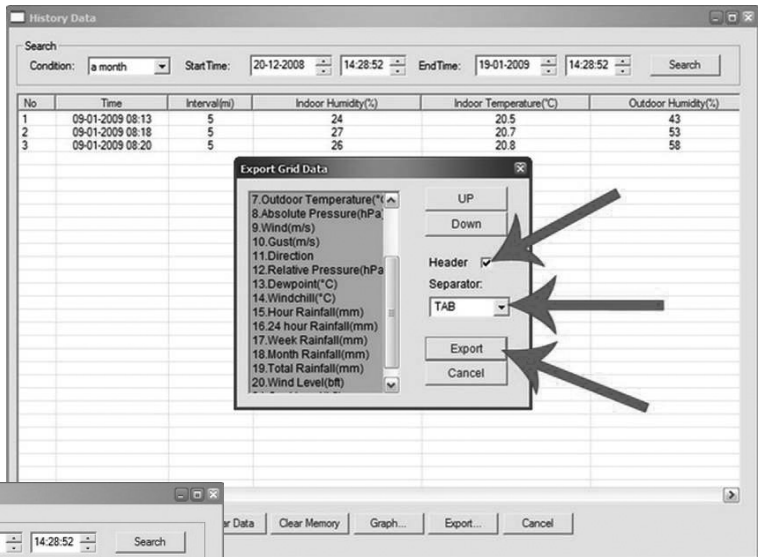 History Data
Search
Condition: a month Start Time: 20-12-2008 14:28:52 End Time: 19-01-2009 14:28:52 Search
No Time Interval(mi) Indoor Humidity(%) Indoor Temperature(°C) Outdoor Humidity(%)
1 09-01-2009 08:13 5 24 20.5 43
2 09-01-2009 08:18 5 27 20.7 53
3 09-01-2009 08:20 5 26 20.8 58
Export Grid Data
7.Outdoor Temperature(°C
8.Absolute Pressure(hPa)
9.Wind(m/s)
10.Gust(m/s)
11.Direction
12.Relative Pressure(hPa
13.Dewpoint(°C)
14.Windchill(°C)
15.Hour Rainfall(mm)
16.24 hour Rainfall(mm)
17.Week Rainfall(mm)
18.Month Rainfall(mm)
19.Total Rainfall(mm)
20.Wind Level(bft)
UP
Down
Header
Separator:
TAB
Export
Cancel
r Data Clear Memory Graph... Export... Cancel
14:28:52 Search